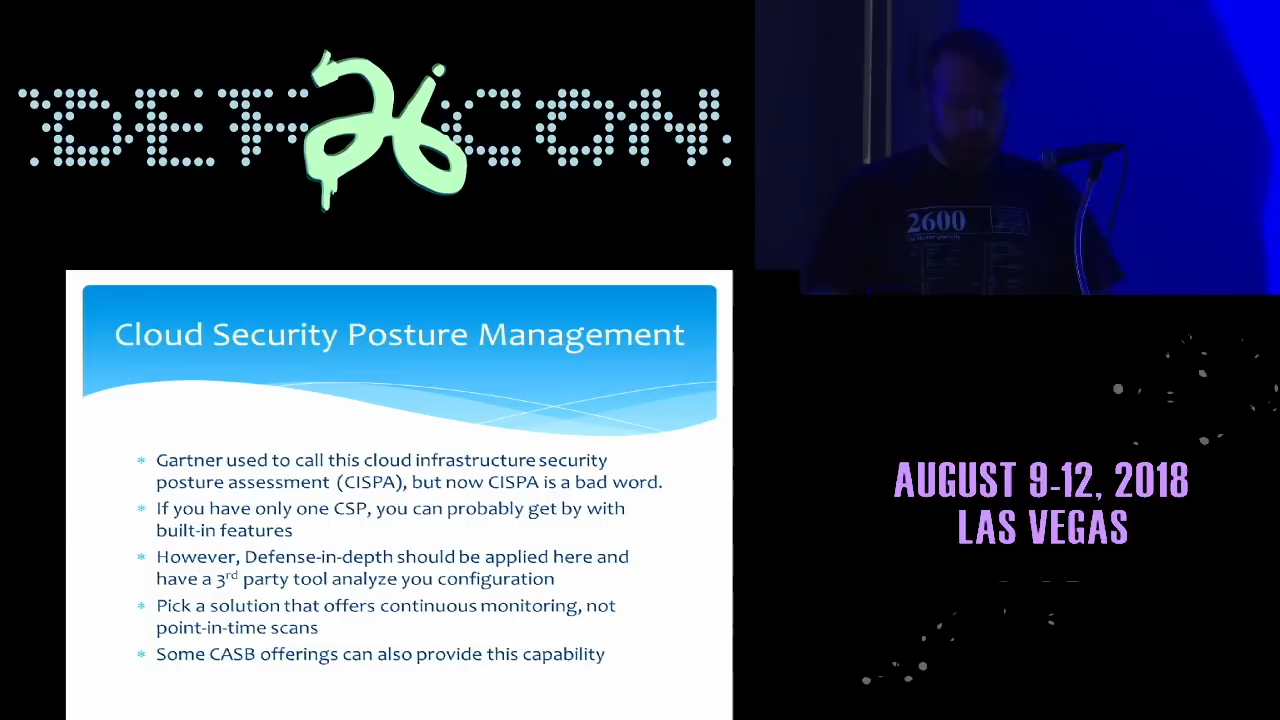 DEF CON
26
2600
Cloud Security Posture Management
* Gartner used to call this cloud infrastructure security
posture assessment (CISPA), but now CISPA is a bad word.
* If you have only one CSP, you can probably get by with
built-in features
* However, Defense-in-depth should be applied here and
have a 3rd party tool analyze you configuration
* Pick a solution that offers continuous monitoring, not
point-in-time scans
* Some CASB offerings can also provide this capability
AUGUST 9-12, 2018
LAS VEGAS